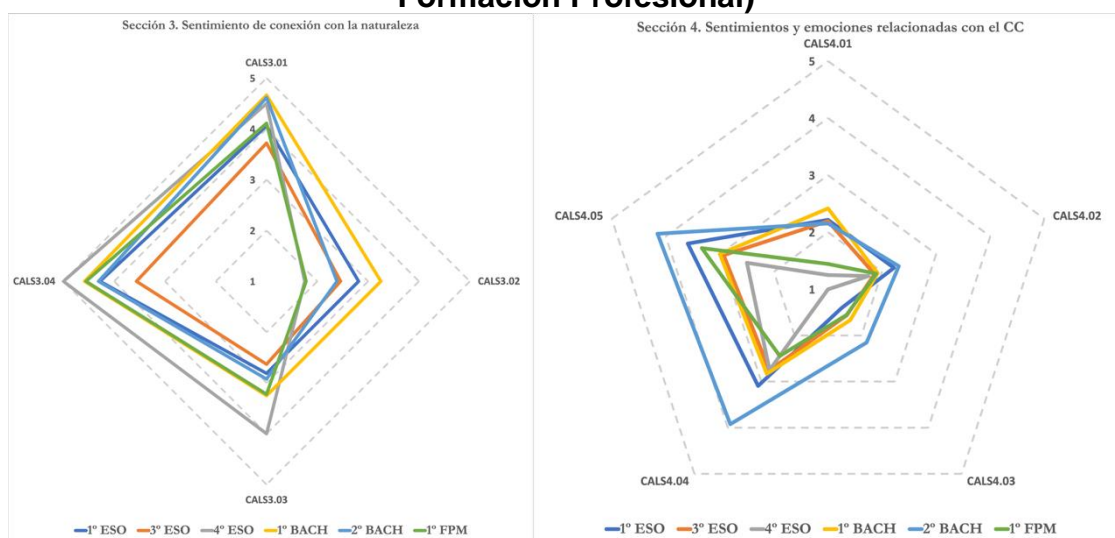 Formación Profesional)
Sección 3. Sentimiento de conexión con la naturaleza
CALS3.01
5
4
3
2
1
CALS3.04
CALS3.02
CALS3.03
1º ESO 3º ESO 4º ESO 1º BACH 2º BACH 1º FPM
Sección 4. Sentimientos y emociones relacionadas con el CC
CALS4.01
5
4
3
2
1
CALS4.05
CALS4.02
CALS4.04
CALS4.03
1º ESO 3º ESO 4º ESO 1º BACH 2º BACH 1º FPM